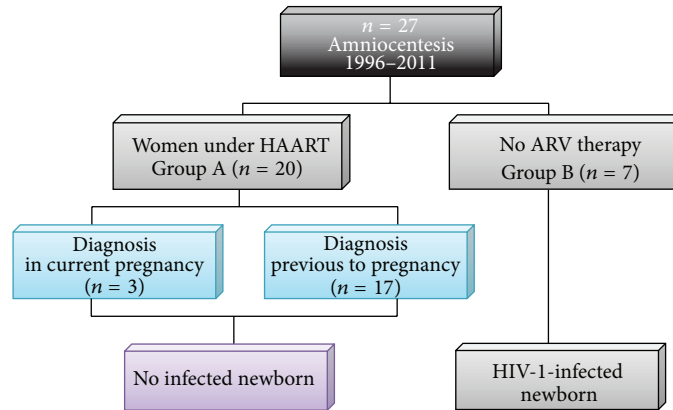 n = 27
Amniocentesis
1996–2011
Women under HAART
Group A (n = 20)
No ARV therapy
Group B (n = 7)
Diagnosis
in current pregnancy
(n = 3)
Diagnosis
previous to pregnancy
(n = 17)
No infected newborn
HIV-1-infected
newborn